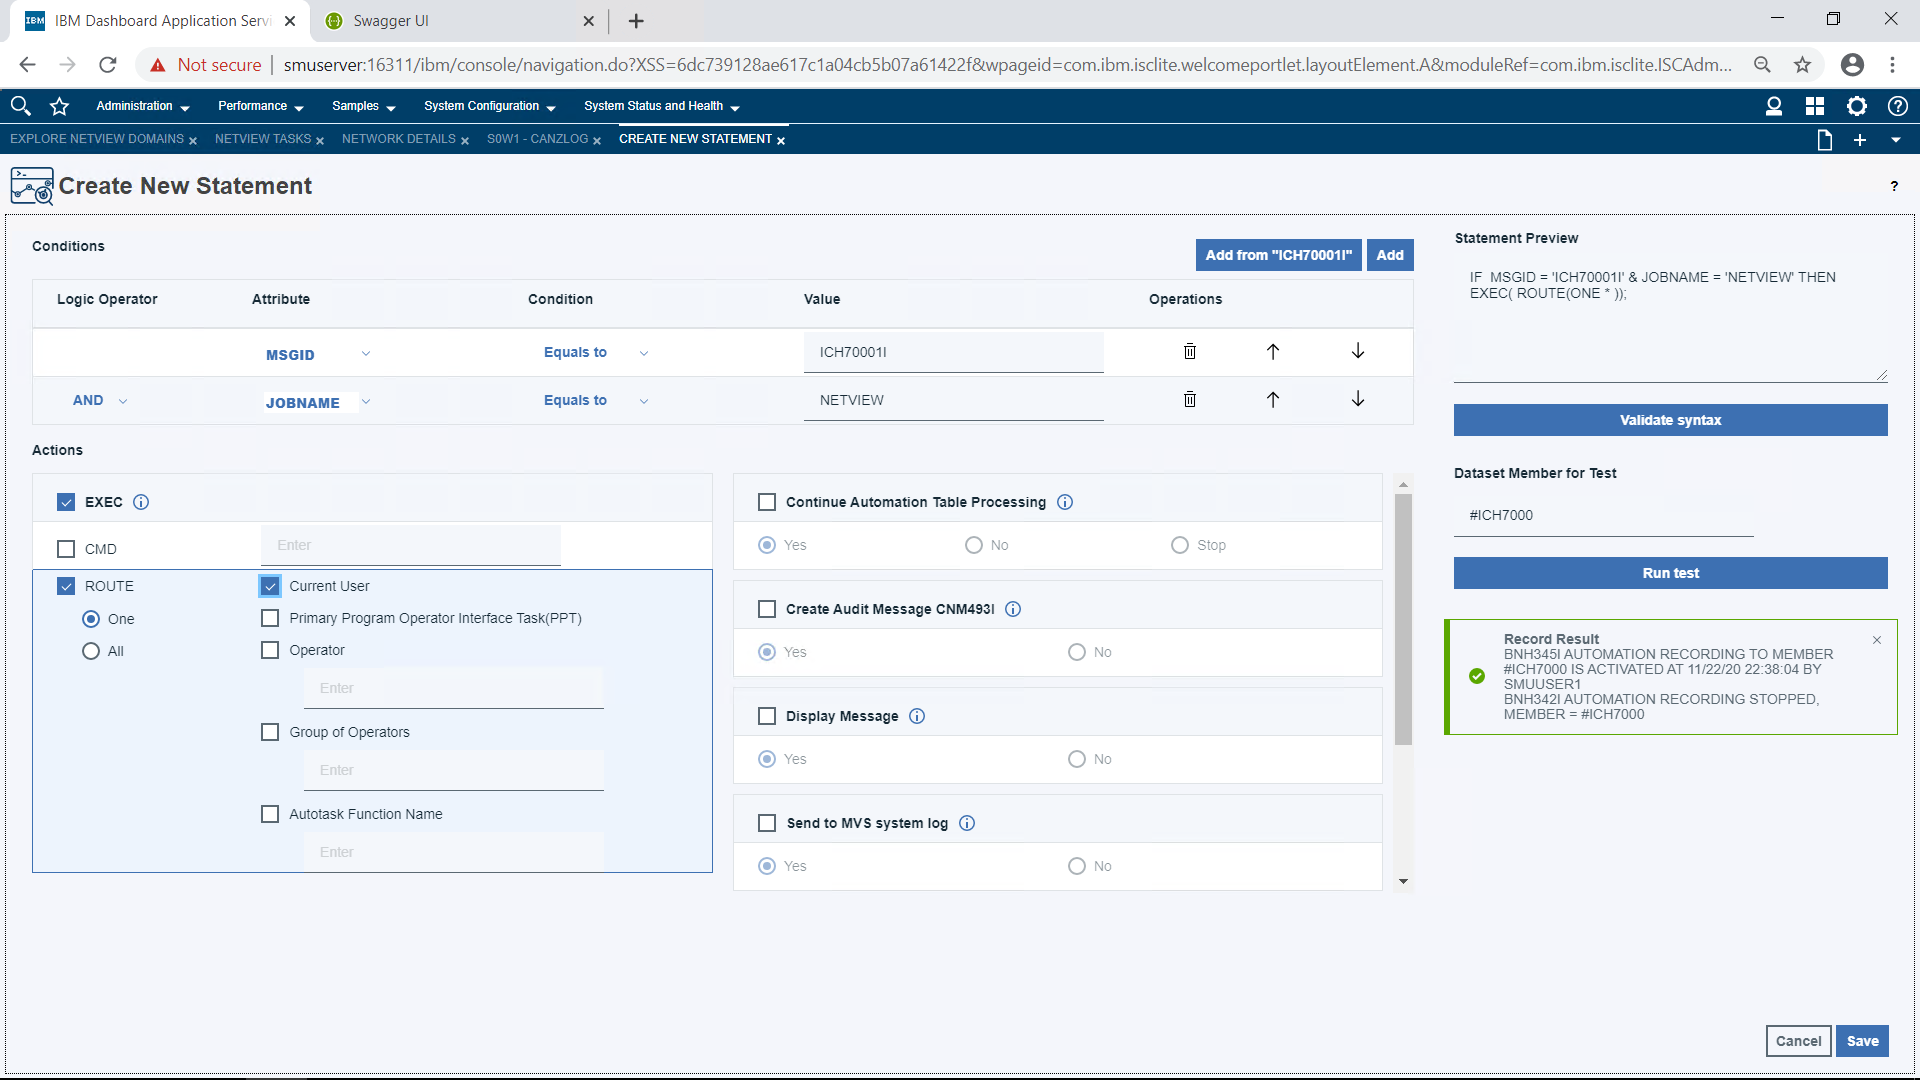 IBM Dashboard Application Servi
Swagger UI
Not secure
smuserver:16311/ibm/console/navigation.do?XSS=6dc739128ae617c1a04cb5b07a61422f&wpageid=com.ibm.isclite.welcomeportlet.layoutElement.A&moduleRef=com.ibm.isclite.ISCAdm...
Administration
Performance
Samples
System Configuration
System Status and Health
EXPLORE NETVIEW DOMAINS
NETVIEW TASKS
NETWORK DETAILS
S0W1 - CANZLOG
CREATE NEW STATEMENT
Create New Statement
?
Conditions
Add from "ICH70001I"
Add
Logic Operator
Attribute
Condition
Value
Operations
MSGID
Equals to
ICH70001I
AND
JOBNAME
Equals to
NETVIEW
Actions
EXEC
CMD
Enter
ROUTE
One
All
Current User
Primary Program Operator Interface Task(PPT)
Operator
Enter
Group of Operators
Enter
Autotask Function Name
Enter
Continue Automation Table Processing
Yes
No
Stop
Create Audit Message CNM493I
Yes
No
Display Message
Yes
No
Send to MVS system log
Yes
No
Statement Preview
IF MSGID = 'ICH70001I' & JOBNAME = 'NETVIEW' THEN
EXEC( ROUTE(ONE * ));
Validate syntax
Dataset Member for Test
#ICH7000
Run test
Record Result
BNH345I AUTOMATION RECORDING TO MEMBER
#ICH7000 IS ACTIVATED AT 11/22/20 22:38:04 BY
SMUUSER1
BNH342I AUTOMATION RECORDING STOPPED,
MEMBER = #ICH7000
Cancel
Save